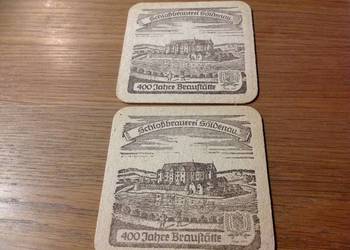 Schloßbrauerei Söldenau
400 Jahre Braustätte
Schloßbrauerei Söldenau
400 Jahre Braustätte